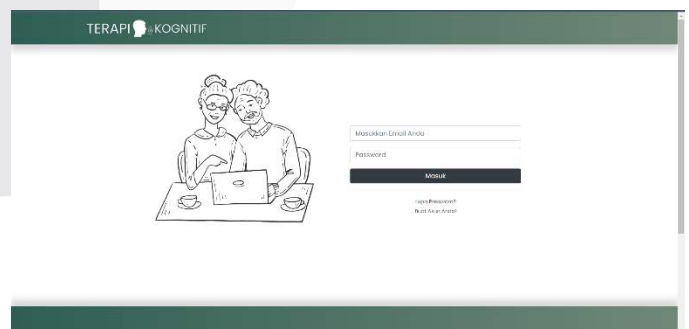 TERAPI KOGNITIF
Masukkan Email Anda
Password
Masuk
Lupa Password?
Buat Akun Anda!